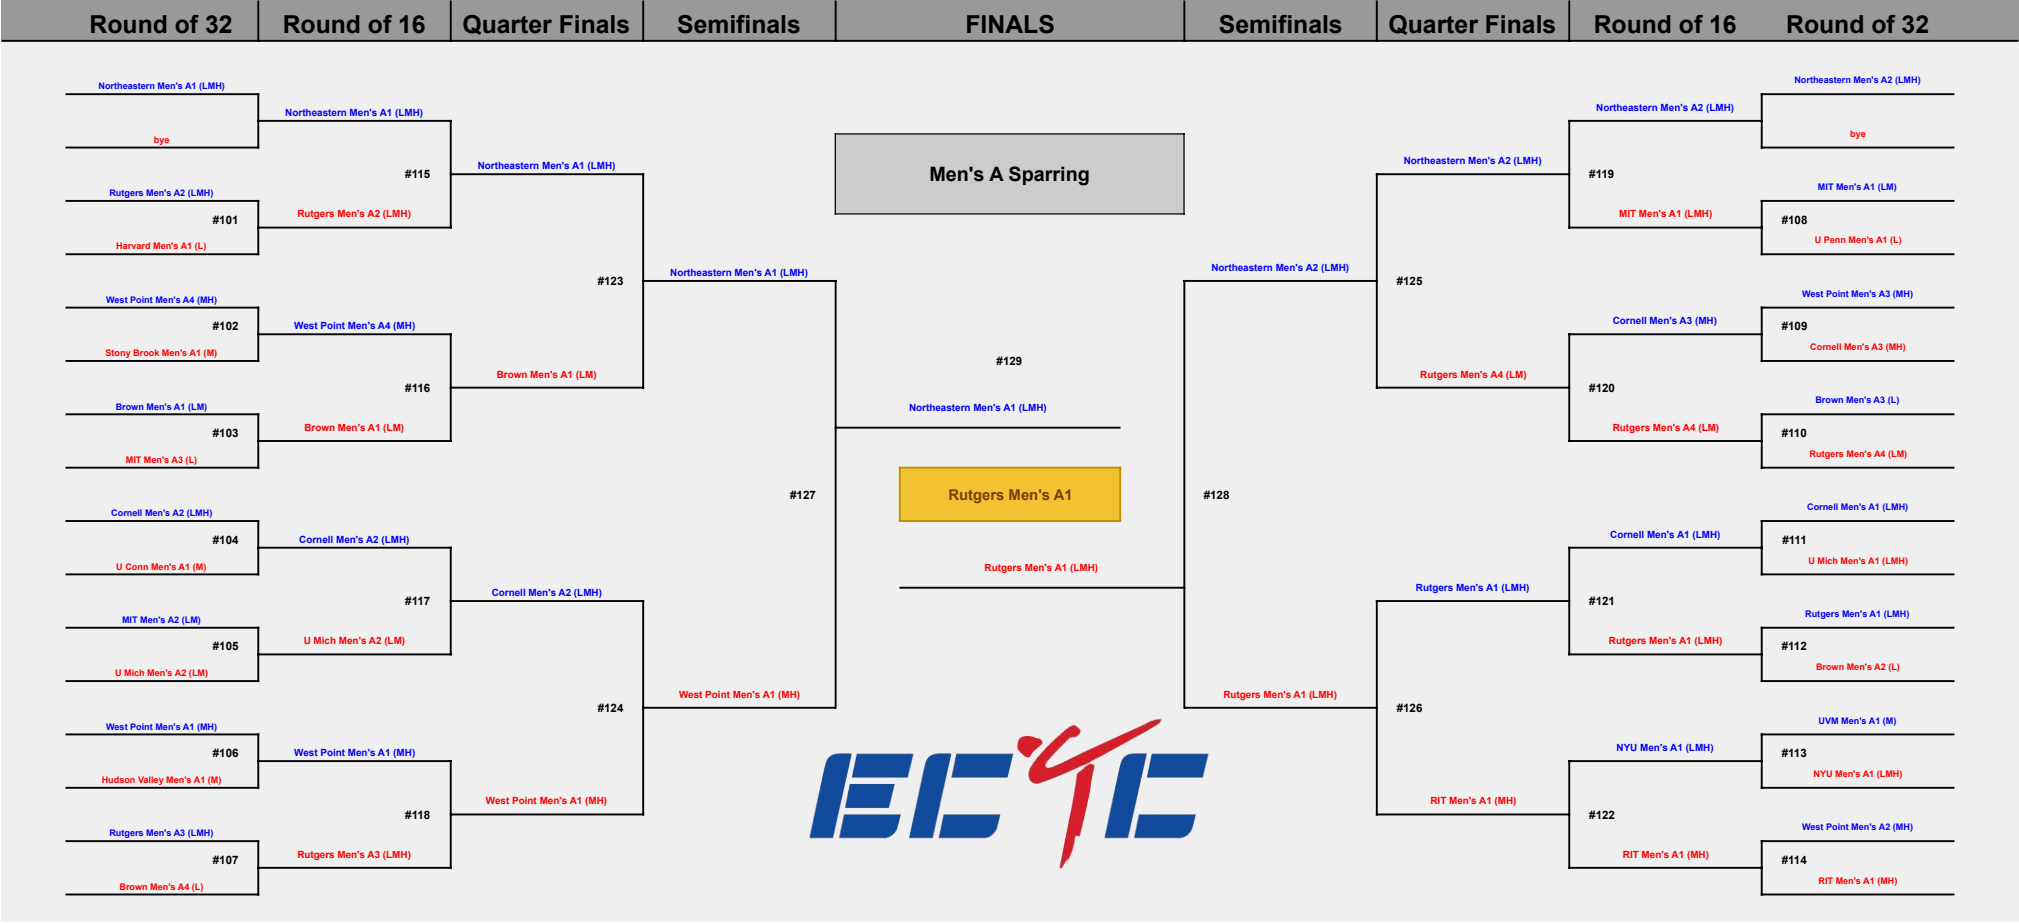 Round of 32
Round of 16
Quarter Finals
Semifinals
FINALS
Semifinals
Quarter Finals
Round of 16
Round of 32
Men's A Sparring
Northeastern Men's A1 (LMH)
bye
Rutgers Men's A2 (LMH)
#101
Harvard Men's A1 (L)
West Point Men's A4 (MH)
#102
Stony Brook Men's A1 (M)
Brown Men's A1 (LM)
#103
MIT Men's A3 (L)
Cornell Men's A2 (LMH)
#104
U Conn Men's A1 (M)
MIT Men's A2 (LM)
#105
U Mich Men's A2 (LM)
West Point Men's A1 (MH)
#106
Hudson Valley Men's A1 (M)
Rutgers Men's A3 (LMH)
#107
Brown Men's A4 (L)
Northeastern Men's A1 (LMH)
#115
Rutgers Men's A2 (LMH)
West Point Men's A4 (MH)
#116
Brown Men's A1 (LM)
Cornell Men's A2 (LMH)
#117
U Mich Men's A2 (LM)
West Point Men's A1 (MH)
#118
Rutgers Men's A3 (LMH)
Northeastern Men's A1 (LMH)
#123
Brown Men's A1 (LM)
Cornell Men's A2 (LMH)
#124
West Point Men's A1 (MH)
Northeastern Men's A1 (LMH)
#127
West Point Men's A1 (MH)
#129
Northeastern Men's A1 (LMH)
Rutgers Men's A1
Rutgers Men's A1 (LMH)
ECTC
Northeastern Men's A2 (LMH)
#128
Rutgers Men's A1 (LMH)
Northeastern Men's A2 (LMH)
#125
Rutgers Men's A4 (LM)
Rutgers Men's A1 (LMH)
#126
RIT Men's A1 (MH)
Northeastern Men's A2 (LMH)
#119
MIT Men's A1 (LMH)
Cornell Men's A3 (MH)
#120
Rutgers Men's A4 (LM)
Cornell Men's A1 (LMH)
#121
Rutgers Men's A1 (LMH)
NYU Men's A1 (LMH)
#122
RIT Men's A1 (MH)
Northeastern Men's A2 (LMH)
bye
MIT Men's A1 (LM)
#108
U Penn Men's A1 (L)
West Point Men's A3 (MH)
#109
Cornell Men's A3 (MH)
Brown Men's A3 (L)
#110
Rutgers Men's A4 (LM)
Cornell Men's A1 (LMH)
#111
U Mich Men's A1 (LMH)
Rutgers Men's A1 (LMH)
#112
Brown Men's A2 (L)
UVM Men's A1 (M)
#113
NYU Men's A1 (LMH)
West Point Men's A2 (MH)
#114
RIT Men's A1 (MH)